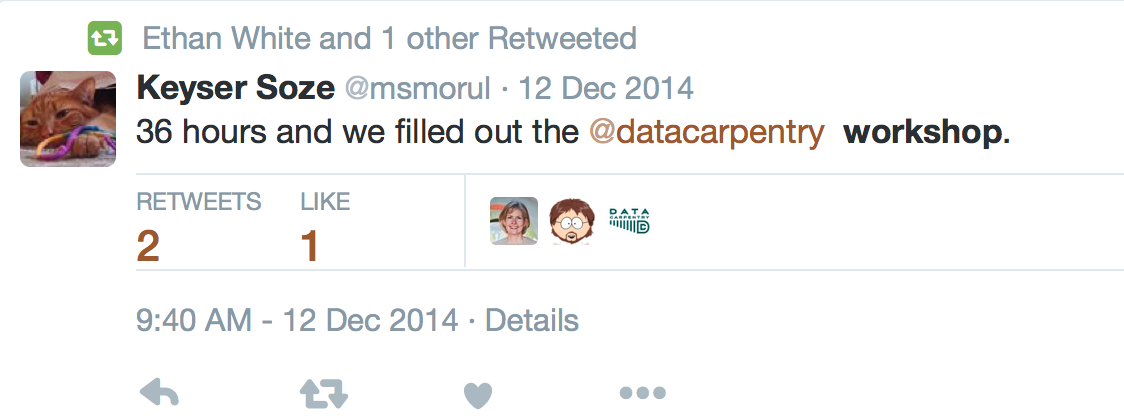 Ethan White and 1 other Retweeted
Keyser Soze @msmorul · 12 Dec 2014
36 hours and we filled out the @datacarpentry workshop.
RETWEETS LIKE
2 1
DATA
CARPENTRY
9:40 AM - 12 Dec 2014 · Details